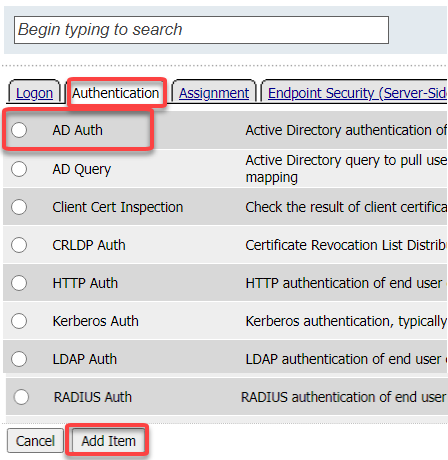 Begin typing to search
Logon Authentication Assignment Endpoint Security (Server-Sid
AD Auth Active Directory authentication of
AD Query Active Directory query to pull use
mapping
Client Cert Inspection Check the result of client certifica
CRLDP Auth Certificate Revocation List Distribu
HTTP Auth HTTP authentication of end user
Kerberos Auth Kerberos authentication, typically
LDAP Auth LDAP authentication of end user
RADIUS Auth RADIUS authentication of end user
Cancel Add Item